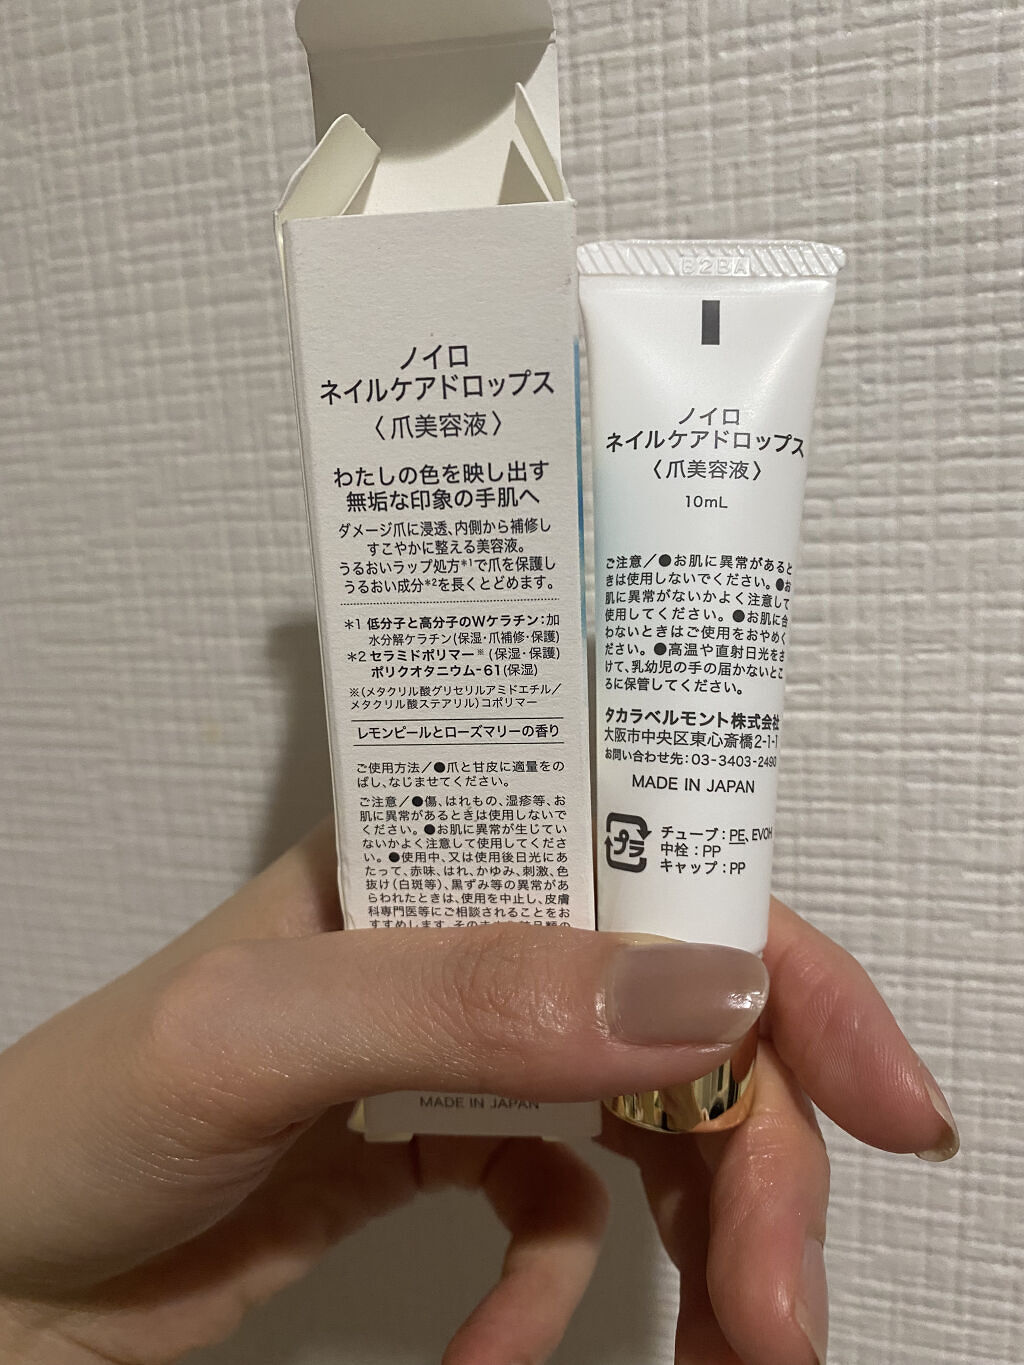 ノイロ
ネイルケアドロップス
〈爪美容液〉
わたしの色を映し出す
無垢な印象の手肌へ
ダメージ爪に浸透、内側から補修し
すこやかに整える美容液。
うるおいラップ処方*1で爪を保護し
うるおい成分*2を長くとどめます。
*1 低分子と高分子のWケラチン：加
水分解ケラチン(保湿・爪補修・保護)
*2 セラミドポリマー※ (保湿・保護)
ポリクオタニウム-61(保湿)
※(メタクリル酸グリセリルアミドエチル／
メタクリル酸ステアリル)コポリマー
レモンピールとローズマリーの香り
ご使用方法／●爪と甘皮に適量をの
ばし、なじませてください。
ご注意／●傷、はれもの、湿疹等、お
肌に異常があるときは使用しないで
ください。●お肌に異常が生じてい
ないかよく注意して使用してくださ
い。●使用中、又は使用後日光にあ
たって、赤味、はれ、かゆみ、刺激、色
抜け(白斑等)、黒ずみ等の異常があ
らわれたときは、使用を中止し、皮膚
科専門医等にご相談されることをお
すすめします。
MADE IN JAPAN
B2BA
ノイロ
ネイルケアドロップス
〈爪美容液〉
10mL
ご注意／●お肌に異常があると
きは使用しないでください。●お
肌に異常がないかよく注意して
使用してください。●お肌に合
わないときはご使用をおやめく
ださい。●高温や直射日光をさ
けて、乳幼児の手の届かないとこ
ろに保管してください。
タカラベルモント株式会社
大阪市中央区東心斎橋2-1-1
お問い合わせ先：03-3403-2490
MADE IN JAPAN
プラ
チューブ：PE、EVOH
中栓：PP
キャップ：PP